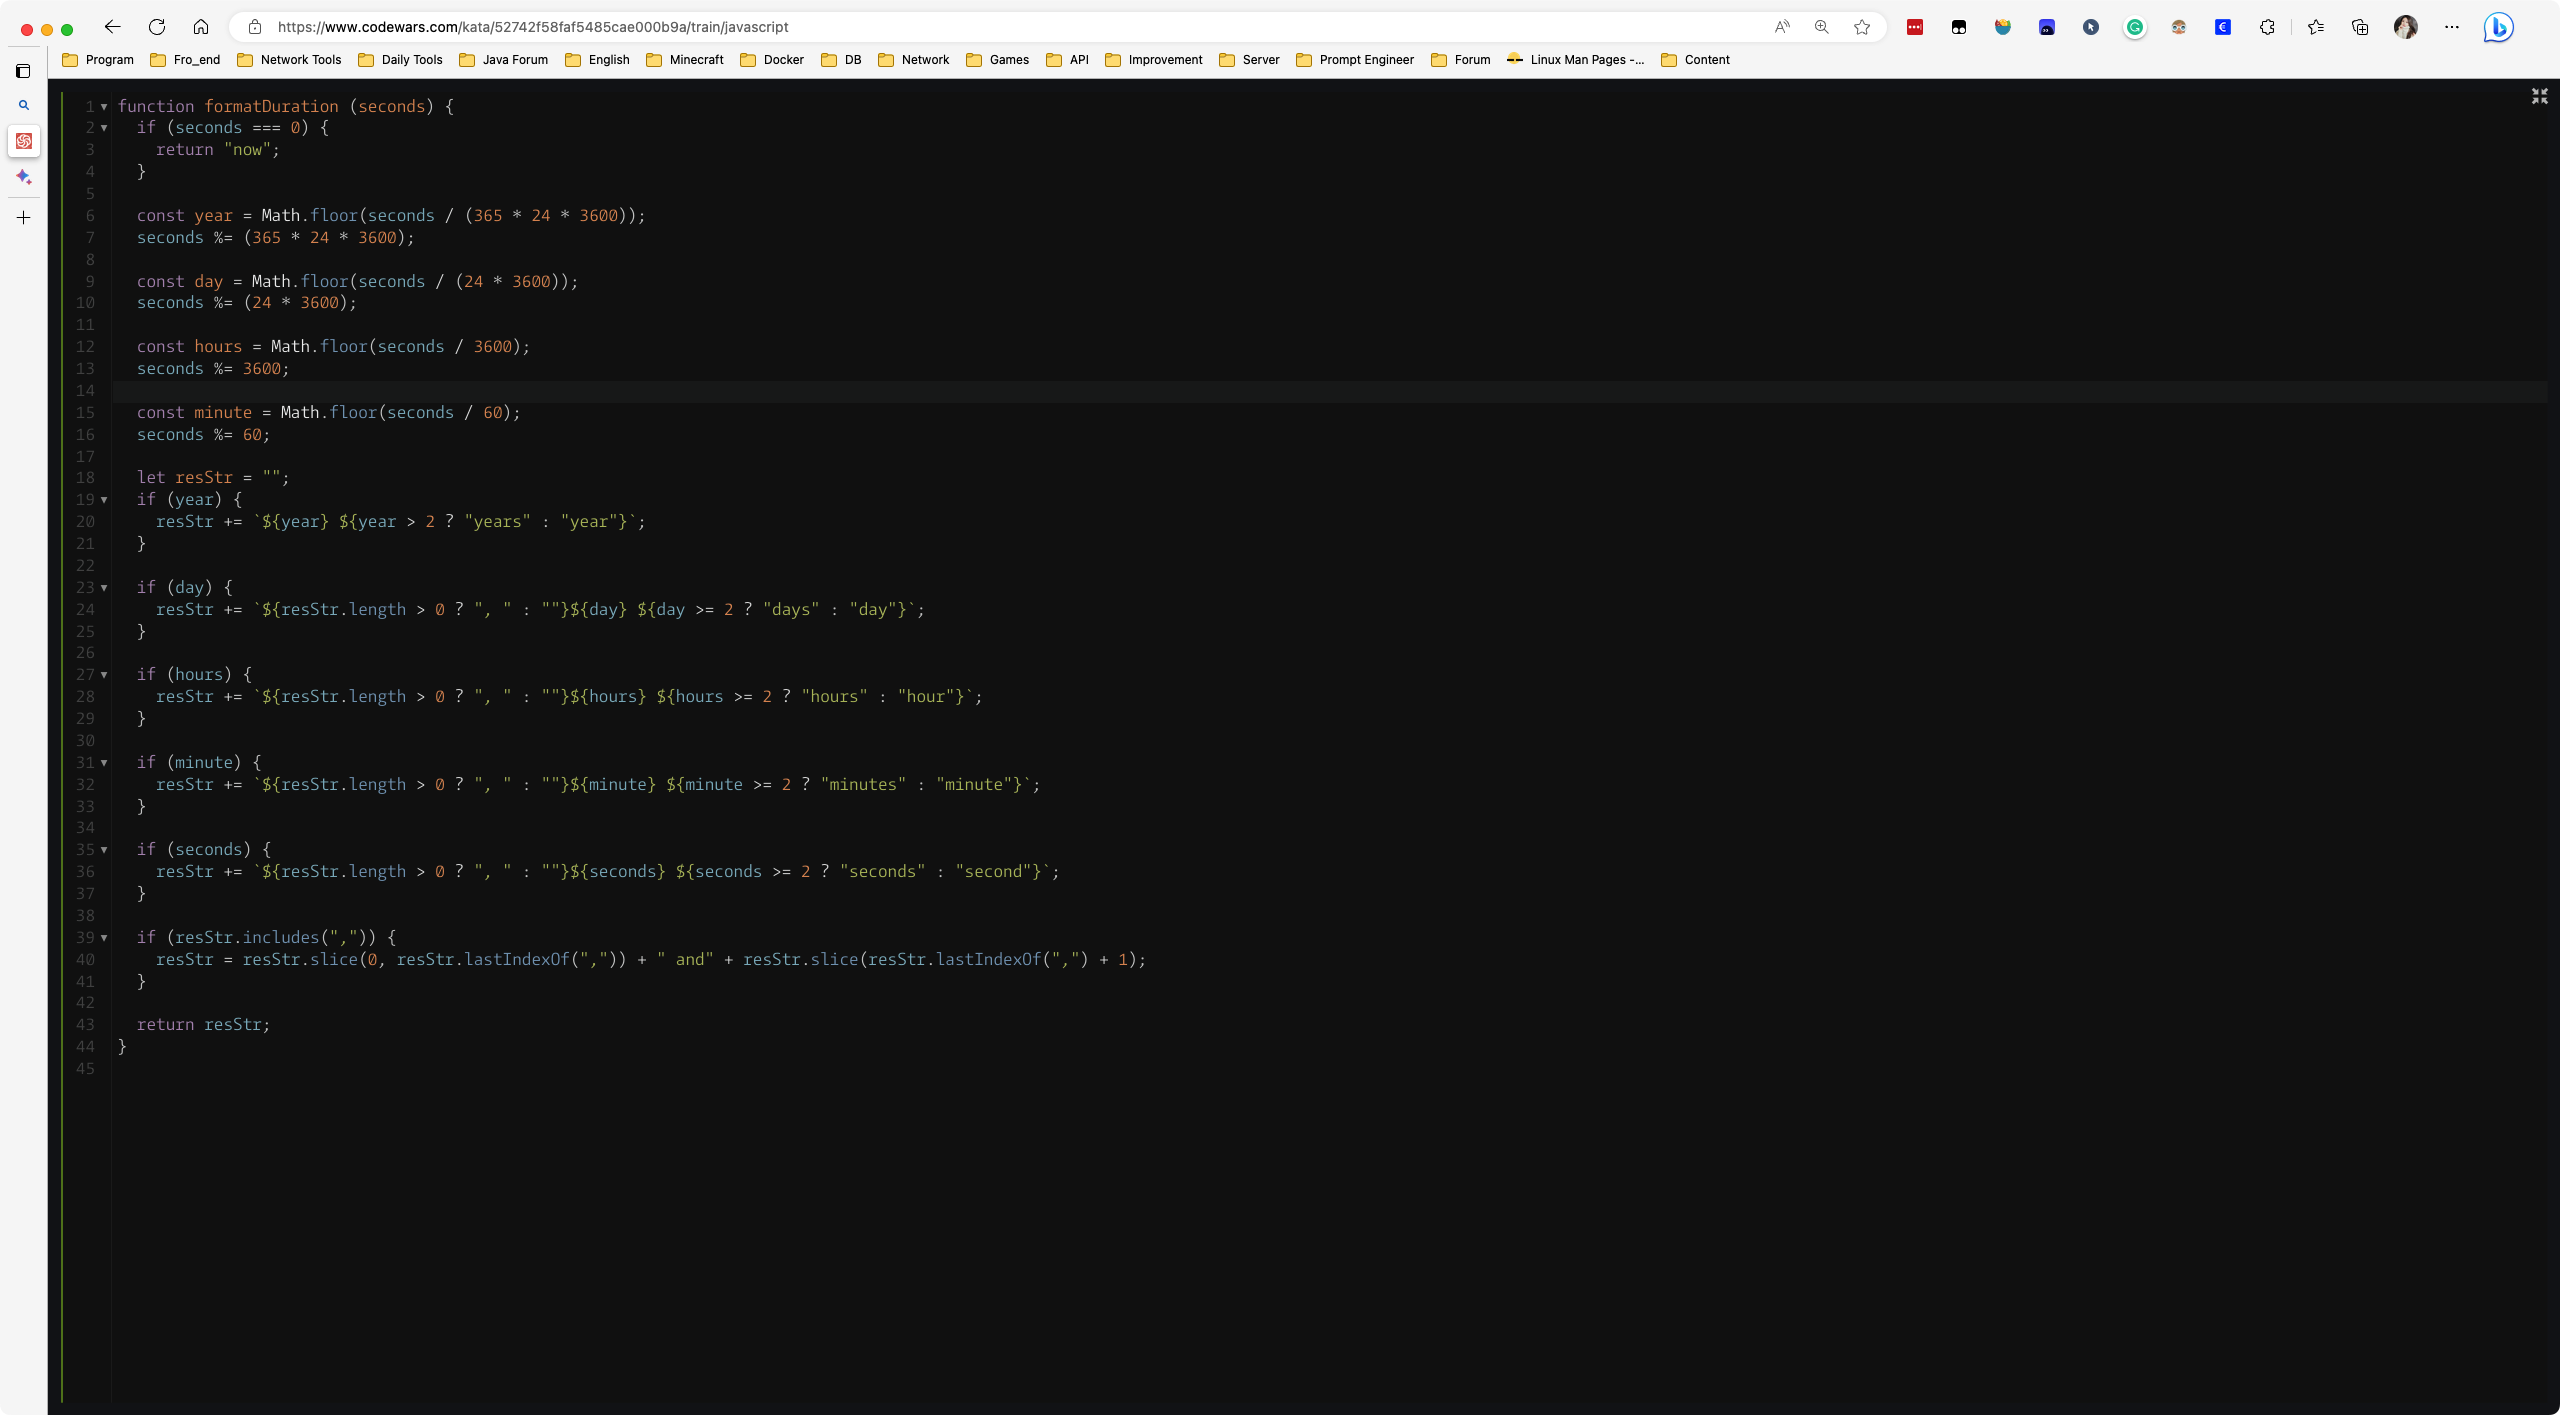 https://www.codewars.com/kata/52742f58faf5485cae000b9a/train/javascript
Program Fro_end Network Tools Daily Tools Java Forum English Minecraft Docker DB Network Games API Improvement Server Prompt Engineer Forum Linux Man Pages -... Content
1 function formatDuration (seconds) {
2 if (seconds === 0) {
3 return "now";
4 }
5
6 const year = Math.floor(seconds / (365 * 24 * 3600));
7 seconds %= (365 * 24 * 3600);
8
9 const day = Math.floor(seconds / (24 * 3600));
10 seconds %= (24 * 3600);
11
12 const hours = Math.floor(seconds / 3600);
13 seconds %= 3600;
14
15 const minute = Math.floor(seconds / 60);
16 seconds %= 60;
17
18 let resStr = "";
19 if (year) {
20 resStr += `${year} ${year > 2 ? "years" : "year"}`;
21 }
22
23 if (day) {
24 resStr += `${resStr.length > 0 ? ", " : ""}${day} ${day >= 2 ? "days" : "day"}`;
25 }
26
27 if (hours) {
28 resStr += `${resStr.length > 0 ? ", " : ""}${hours} ${hours >= 2 ? "hours" : "hour"}`;
29 }
30
31 if (minute) {
32 resStr += `${resStr.length > 0 ? ", " : ""}${minute} ${minute >= 2 ? "minutes" : "minute"}`;
33 }
34
35 if (seconds) {
36 resStr += `${resStr.length > 0 ? ", " : ""}${seconds} ${seconds >= 2 ? "seconds" : "second"}`;
37 }
38
39 if (resStr.includes(",")) {
40 resStr = resStr.slice(0, resStr.lastIndexOf(",")) + " and" + resStr.slice(resStr.lastIndexOf(",") + 1);
41 }
42
43 return resStr;
44 }
45